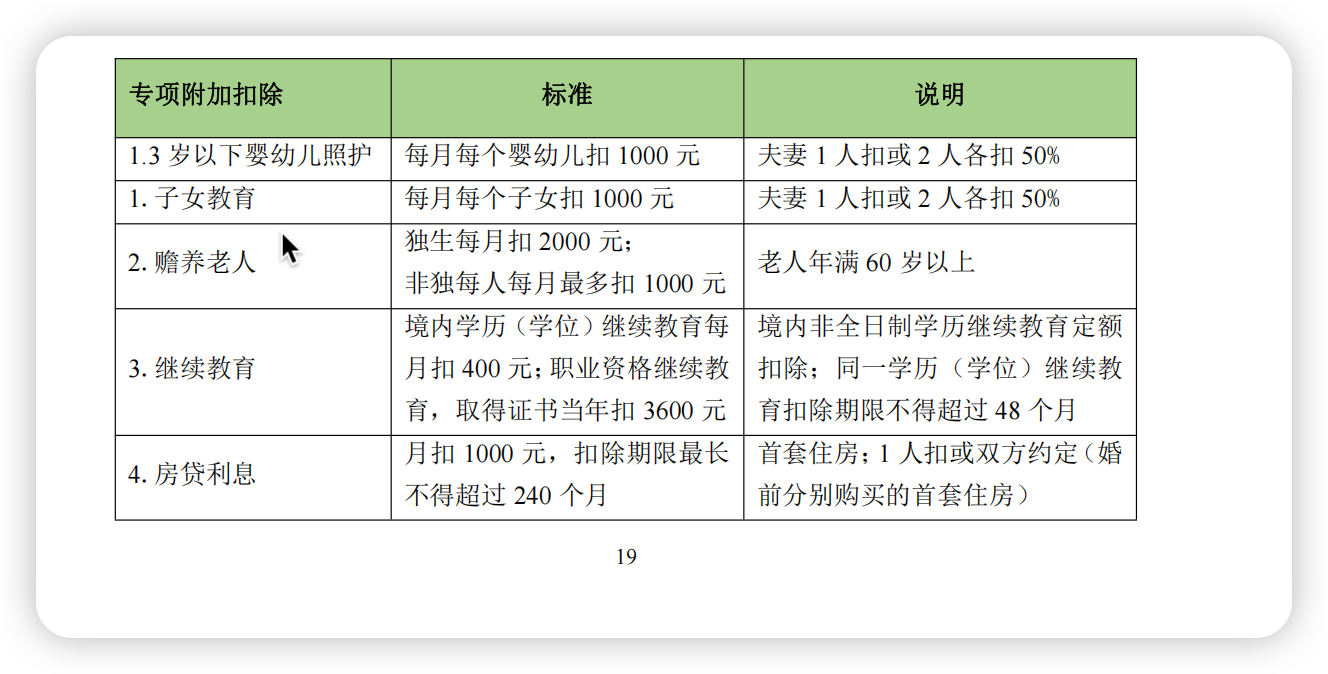 专项附加扣除 标准 说明
1.3 岁以下婴幼儿照护 每月每个婴幼儿扣 1000 元 夫妻 1 人扣或 2 人各扣 50%
1. 子女教育 每月每个子女扣 1000 元 夫妻 1 人扣或 2 人各扣 50%
2. 赡养老人
独生每月扣 2000 元；
非独每人每月最多扣 1000 元
老人年满 60 岁以上
3. 继续教育
境内学历（学位）继续教育每
月扣 400 元；职业资格继续教
育，取得证书当年扣 3600 元
境内非全日制学历继续教育定额
扣除；同一学历（学位）继续教
育扣除期限不得超过 48 个月
4. 房贷利息
月扣 1000 元，扣除期限最长
不得超过 240 个月
首套住房；1 人扣或双方约定（婚
前分别购买的首套住房）
19